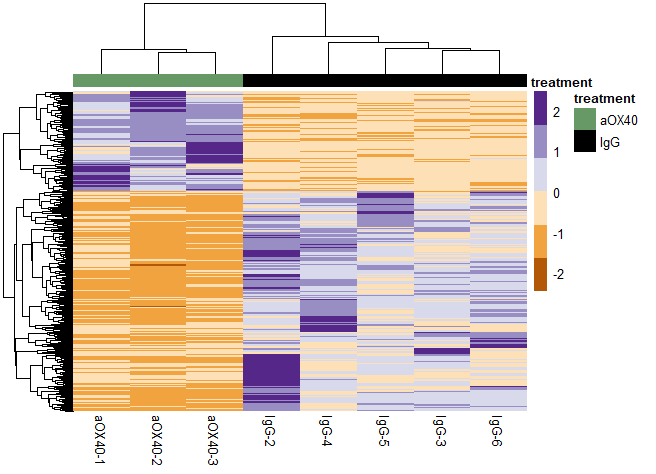 treatment
2
1
0
-1
-2
treatment
aOX40
IgG
aOX40-1
aOX40-2
aOX40-3
IgG-2
IgG-4
IgG-5
IgG-3
IgG-6